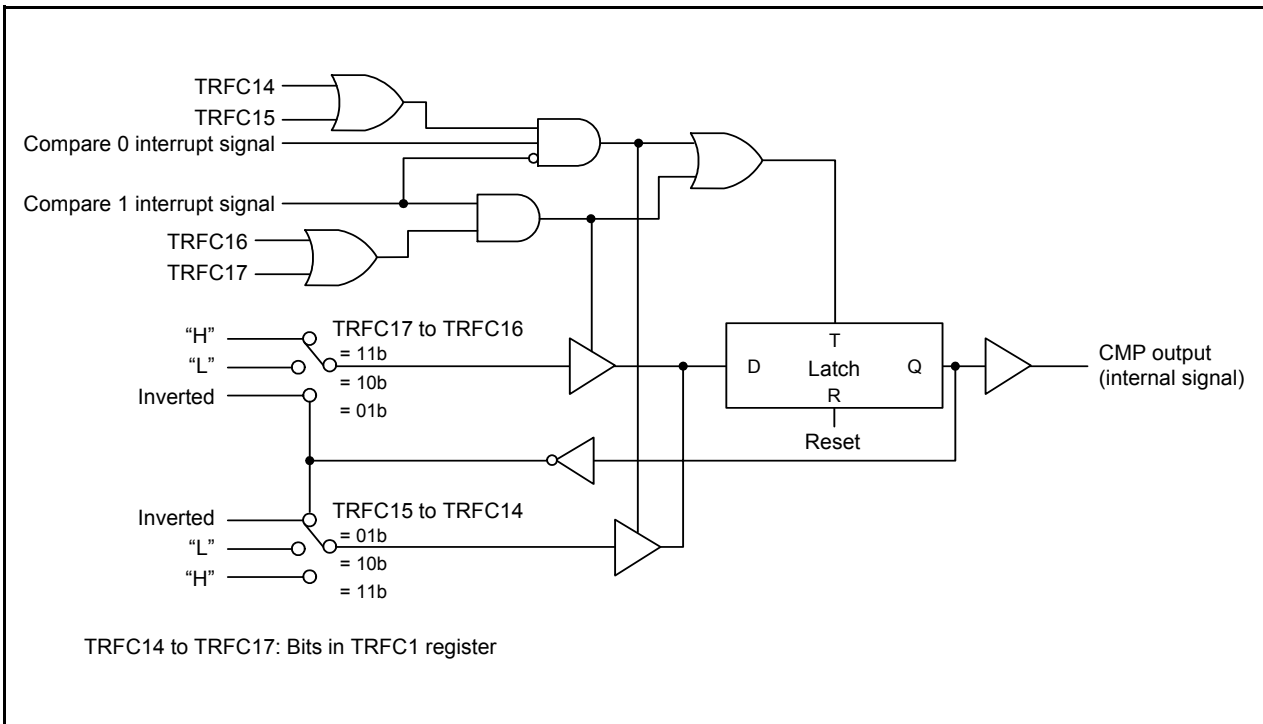 TRFC14
TRFC15
Compare 0 interrupt signal
Compare 1 interrupt signal
TRFC16
TRFC17
“H”
“L”
Inverted
TRFC17 to TRFC16
= 11b
= 10b
= 01b
T
D
Latch
Q
R
Reset
CMP output
(internal signal)
Inverted
“L”
“H”
TRFC15 to TRFC14
= 01b
= 10b
= 11b
TRFC14 to TRFC17: Bits in TRFC1 register